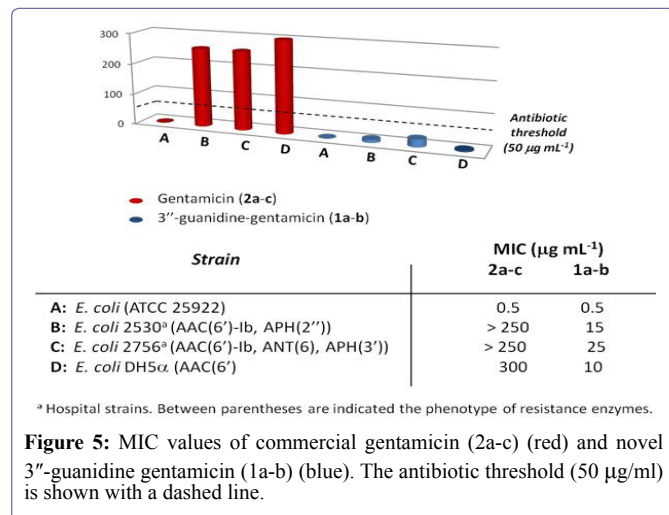 300
200
100
0
A B C D A B C D
Antibiotic
threshold
(50 µg mL-1)
Gentamicin (2a-c)
3''-guanidine-gentamicin (1a-b)
Strain
MIC (µg mL-1)
2a-c 1a-b
A: E. coli (ATCC 25922) 0.5 0.5
B: E. coli 2530a (AAC(6')-Ib, APH(2'')) > 250 15
C: E. coli 2756a (AAC(6')-Ib, ANT(6), APH(3')) > 250 25
D: E. coli DH5α (AAC(6') 300 10
a Hospital strains. Between parentheses are indicated the phenotype of resistance enzymes.
Figure 5: MIC values of commercial gentamicin (2a-c) (red) and novel
3″-guanidine gentamicin (1a-b) (blue). The antibiotic threshold (50 µg/ml)
is shown with a dashed line.